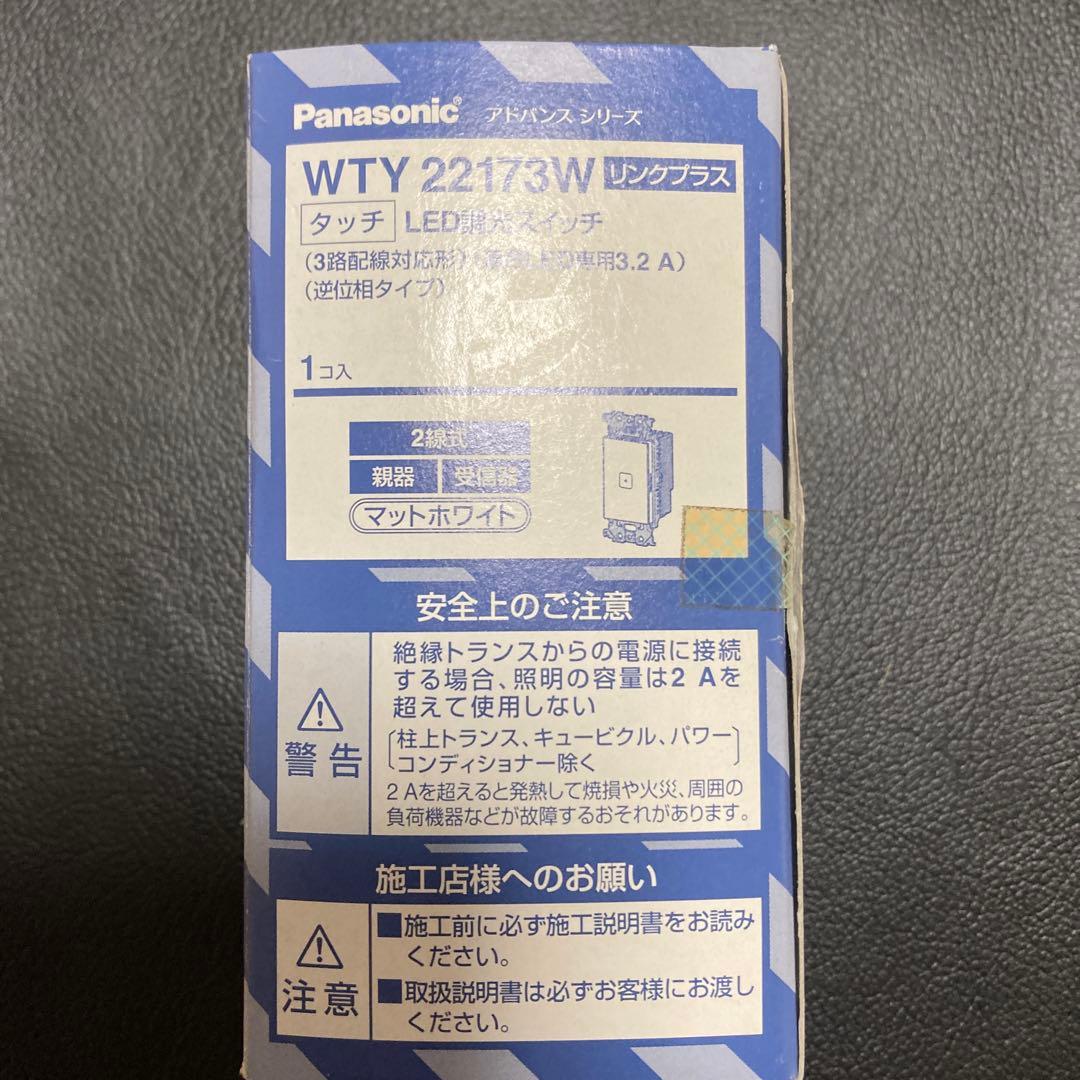 Panasonic® アドバンス シリーズ
WTY 22173W リンクプラス
タッチ LED調光スイッチ
(3路配線対応形) LED専用3.2 A)
(逆位相タイプ)
1コ入
2線式
親器 受信器
マットホワイト
安全上のご注意
警告
絶縁トランスからの電源に接続
する場合、照明の容量は2 Aを
超えて使用しない
〔柱上トランス、キュービクル、パワー
コンディショナー除く〕
2 Aを超えると発熱して焼損や火災、周囲の
負荷機器などが故障するおそれがあります。
施工店様へのお願い
注意
■施工前に必ず施工説明書をお読み
ください。
■取扱説明書は必ずお客様にお渡し
ください。